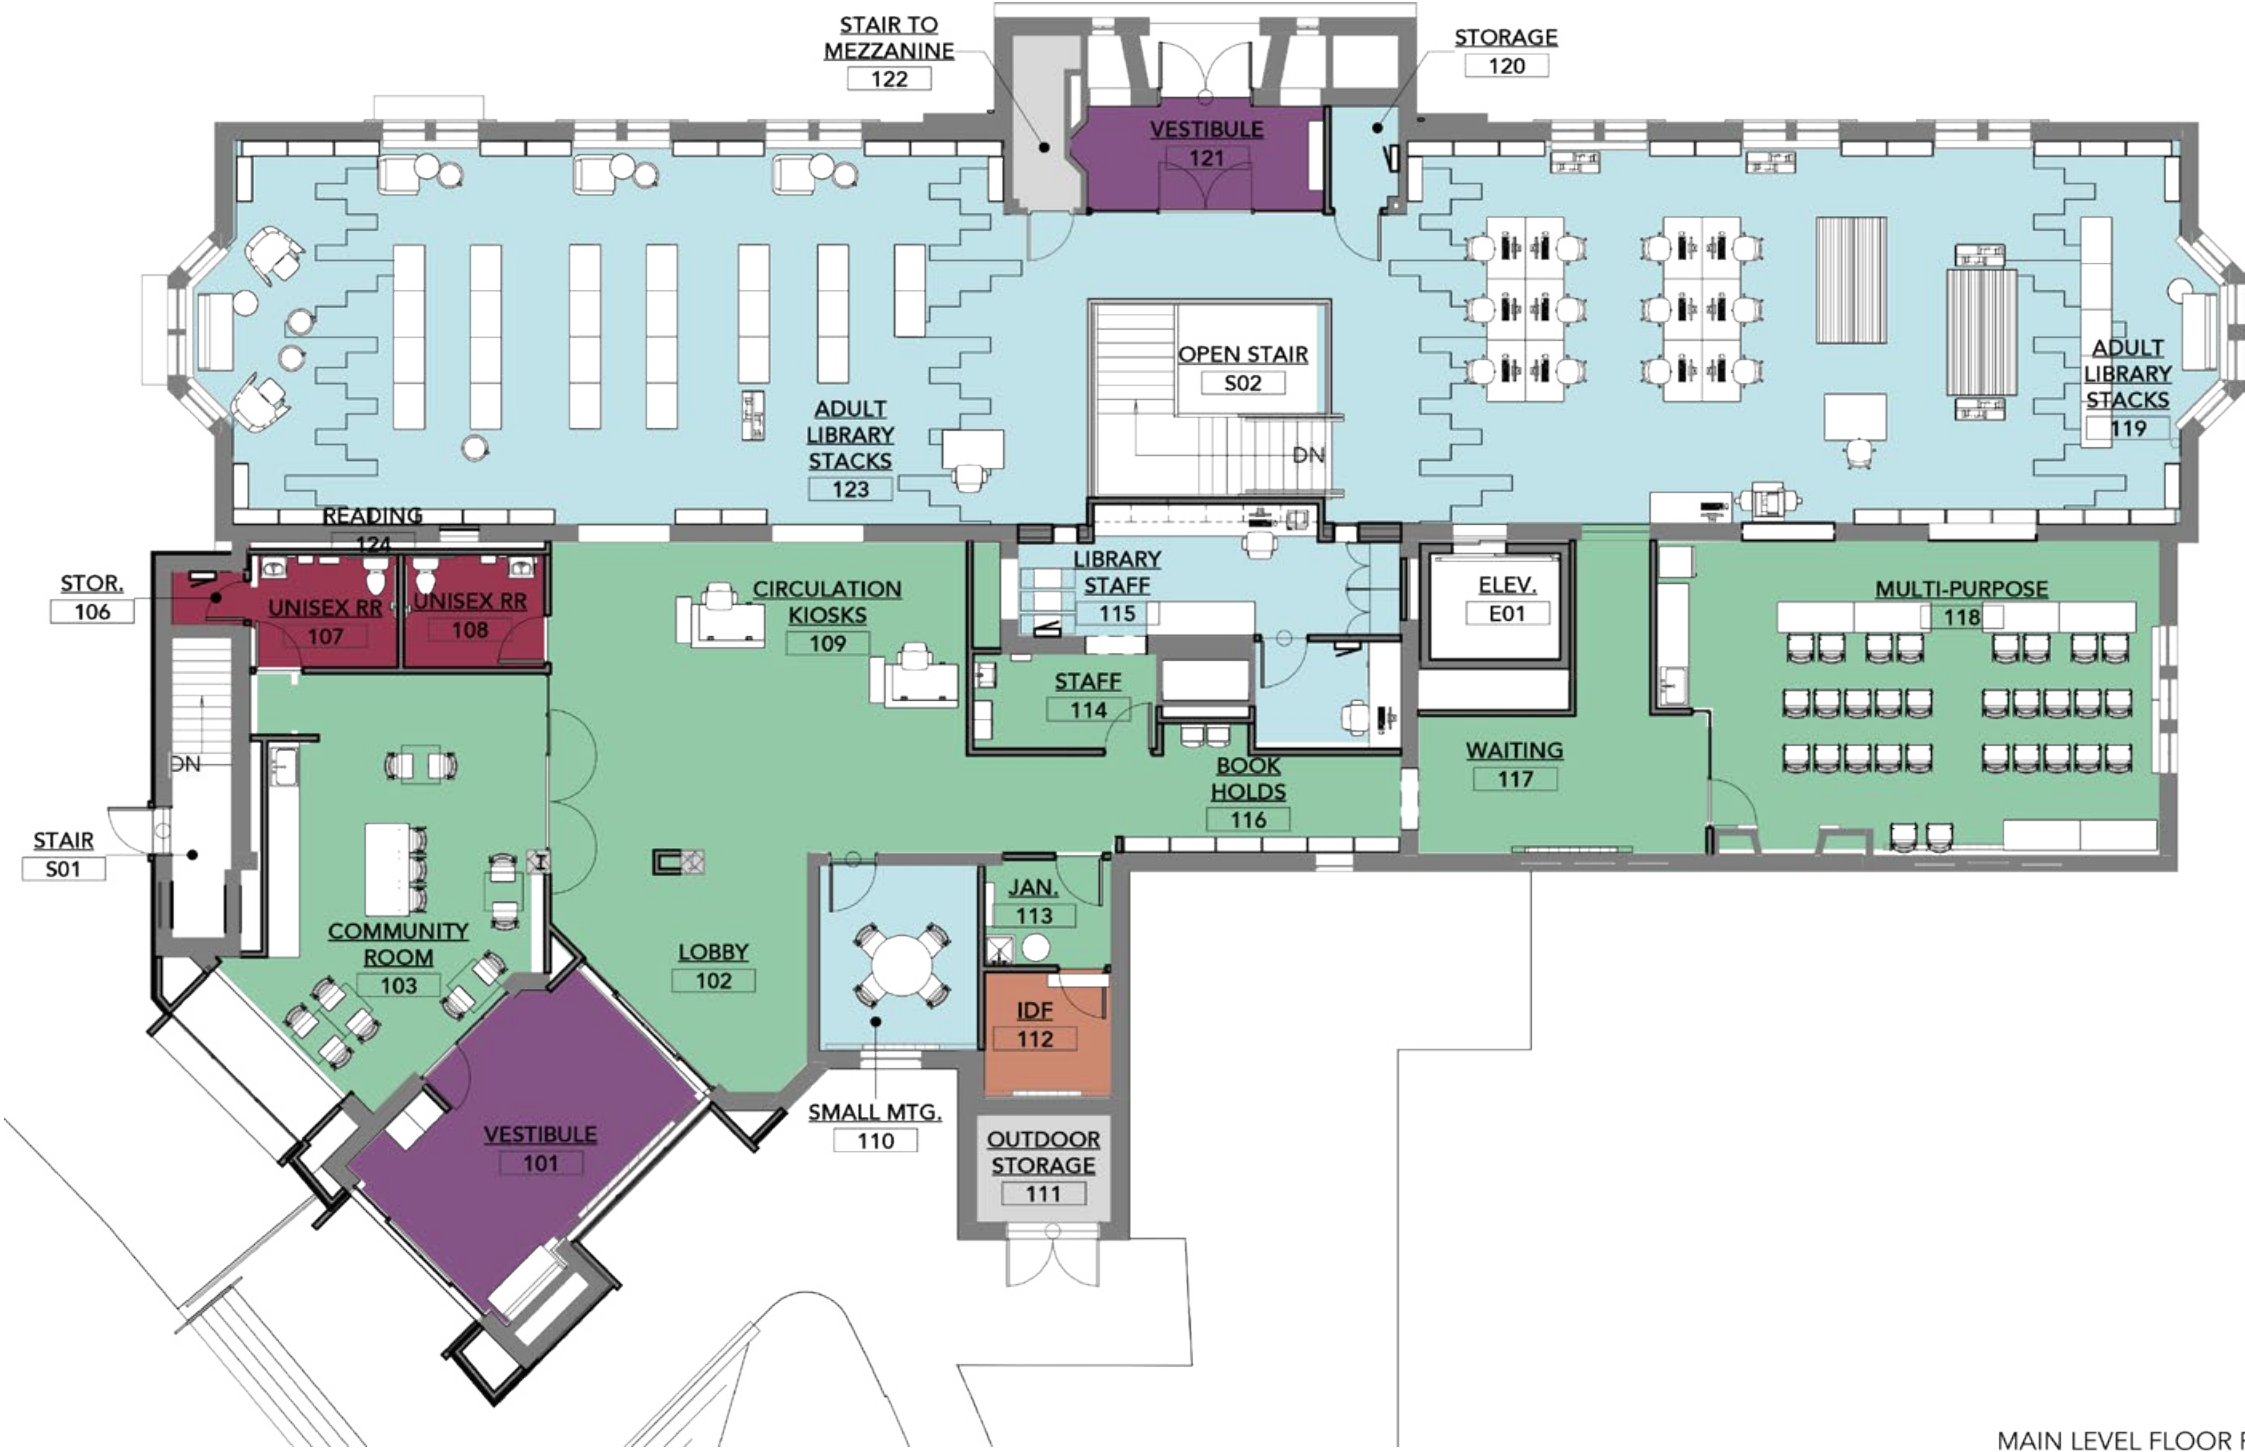 STAIR TO
MEZZANINE
122
STORAGE
120
VESTIBULE
121
OPEN STAIR
S02
DN
ADULT
LIBRARY
STACKS
123
ADULT
LIBRARY
STACKS
119
READING
124
STOR.
106
UNISEX RR
107
UNISEX RR
108
CIRCULATION
KIOSKS
109
LIBRARY
STAFF
115
ELEV.
E01
MULTI-PURPOSE
118
STAFF
114
DN
BOOK
HOLDS
116
WAITING
117
STAIR
S01
COMMUNITY
ROOM
103
LOBBY
102
JAN.
113
IDF
112
SMALL MTG.
110
VESTIBULE
101
OUTDOOR
STORAGE
111
MAIN LEVEL FLOOR